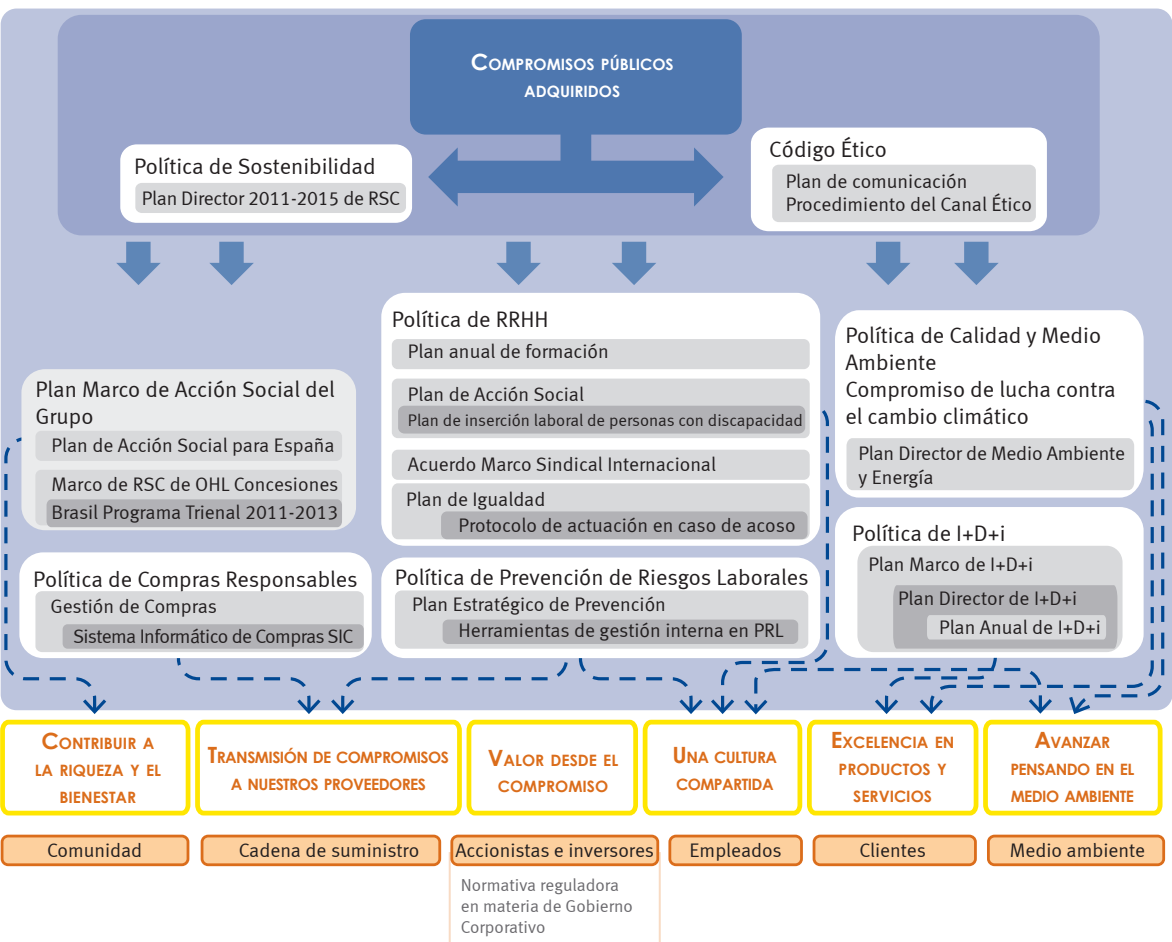 COMPROMISOS PÚBLICOS
ADQUIRIDOS
Política de Sostenibilidad
Plan Director 2011-2015 de RSC
Código Ético
Plan de comunicación
Procedimiento del Canal Ético
Plan Marco de Acción Social del
Grupo
Plan de Acción Social para España
Marco de RSC de OHL Concesiones
Brasil Programa Trienal 2011-2013
Política de Compras Responsables
Gestión de Compras
Sistema Informático de Compras SIC
Política de RRHH
Plan anual de formación
Plan de Acción Social
Plan de inserción laboral de personas con discapacidad
Acuerdo Marco Sindical Internacional
Plan de Igualdad
Protocolo de actuación en caso de acoso
Política de Prevención de Riesgos Laborales
Plan Estratégico de Prevención
Herramientas de gestión interna en PRL
Política de Calidad y Medio
Ambiente
Compromiso de lucha contra
el cambio climático
Plan Director de Medio Ambiente
y Energía
Política de I+D+i
Plan Marco de I+D+i
Plan Director de I+D+i
Plan Anual de I+D+i
CONTRIBUIR A
LA RIQUEZA Y EL
BIENESTAR
TRANSMISIÓN DE COMPROMISOS
A NUESTROS PROVEEDORES
VALOR DESDE EL
COMPROMISO
UNA CULTURA
COMPARTIDA
EXCELENCIA EN
PRODUCTOS Y
SERVICIOS
AVANZAR
PENSANDO EN EL
MEDIO AMBIENTE
Comunidad
Cadena de suministro
Accionistas e inversores
Empleados
Clientes
Medio ambiente
Normativa reguladora
en materia de Gobierno
Corporativo